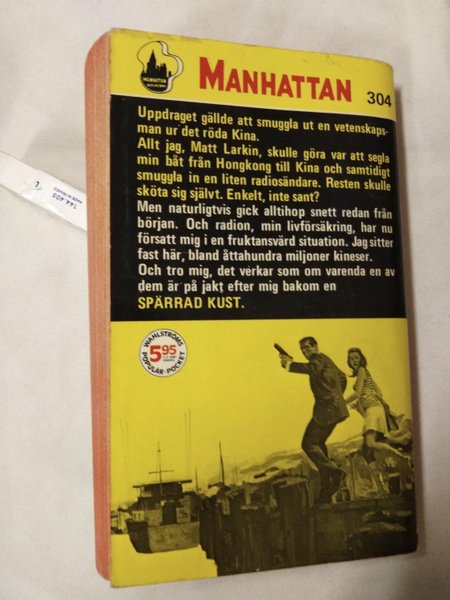 MANHATTAN
304
Uppdraget gällde att smuggla ut en vetenskaps-
man ur det röda Kina.
Allt jag, Matt Larkin, skulle göra var att segla
min båt från Hongkong till Kina och samtidigt
smuggla in en liten radiosändare. Resten skulle
sköta sig självt. Enkelt, inte sant?
Men naturligtvis gick alltihop snett redan från
början. Och radion, min livförsäkring, har nu
försatt mig i en fruktansvärd situation. Jag sitter
fast här, bland åttahundra miljoner kineser.
Och tro mig, det verkar som om varenda en av
dem är på jakt efter mig bakom en
SPÄRRAD KUST.
WAHLSTRÖMS
5.95
POPULÄR-POCKET
144 405